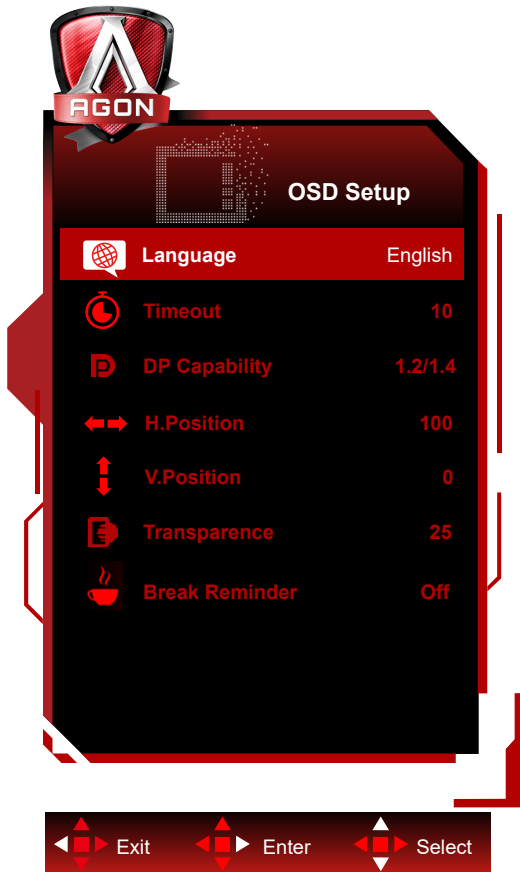 AGON
OSD Setup
Language English
Timeout 10
DP Capability 1.2/1.4
H.Position 100
V.Position 0
Transparence 25
Break Reminder Off
Exit Enter Select